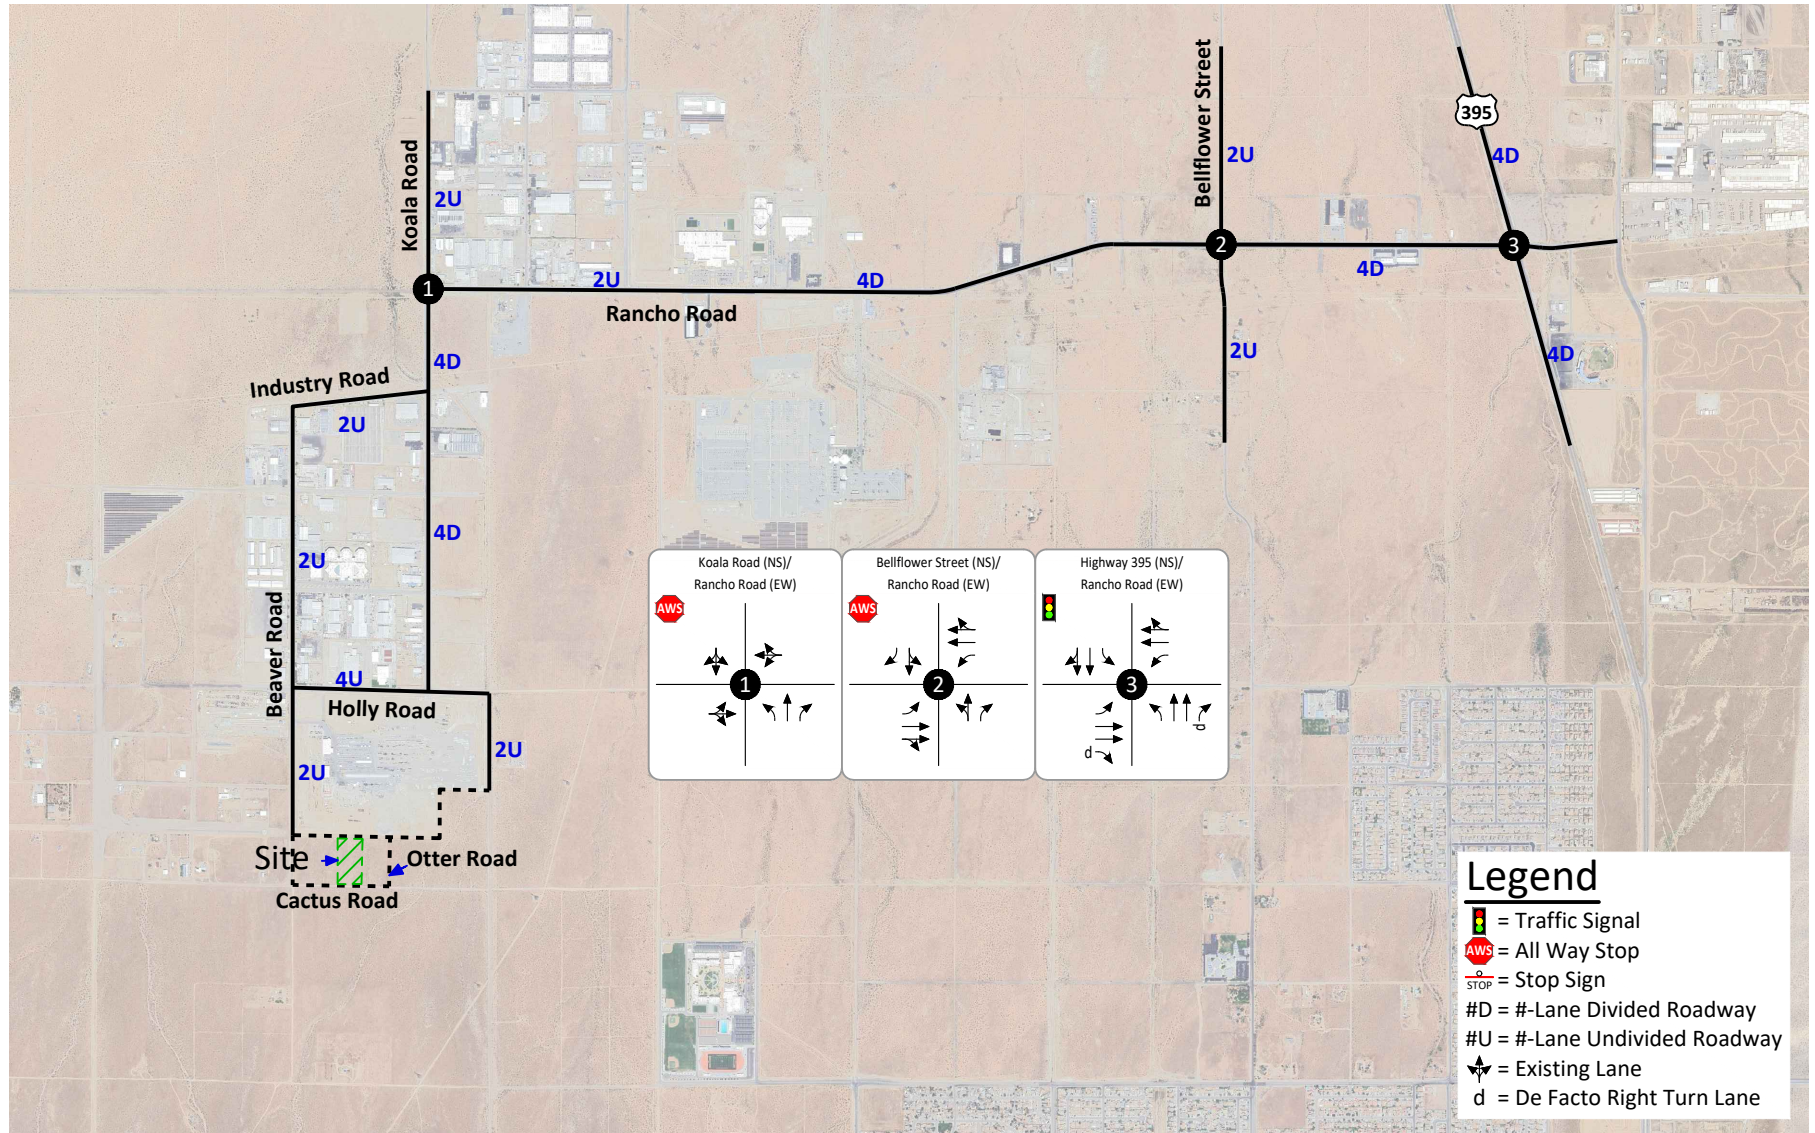 Koala Road
2U
Bellflower Street
2U
395
4D
1
2U
4D
Rancho Road
2
4D
3
4D
Industry Road
2U
2U
4D
4D
2U
Beaver Road
4U
Holly Road
2U
2U
Site
Otter Road
Cactus Road
Koala Road (NS)/
Rancho Road (EW)
AWS
1
Bellflower Street (NS)/
Rancho Road (EW)
AWS
2
Highway 395 (NS)/
Rancho Road (EW)
3
d
d
Legend
= Traffic Signal
AWS = All Way Stop
STOP = Stop Sign
#D = #-Lane Divided Roadway
#U = #-Lane Undivided Roadway
= Existing Lane
d = De Facto Right Turn Lane